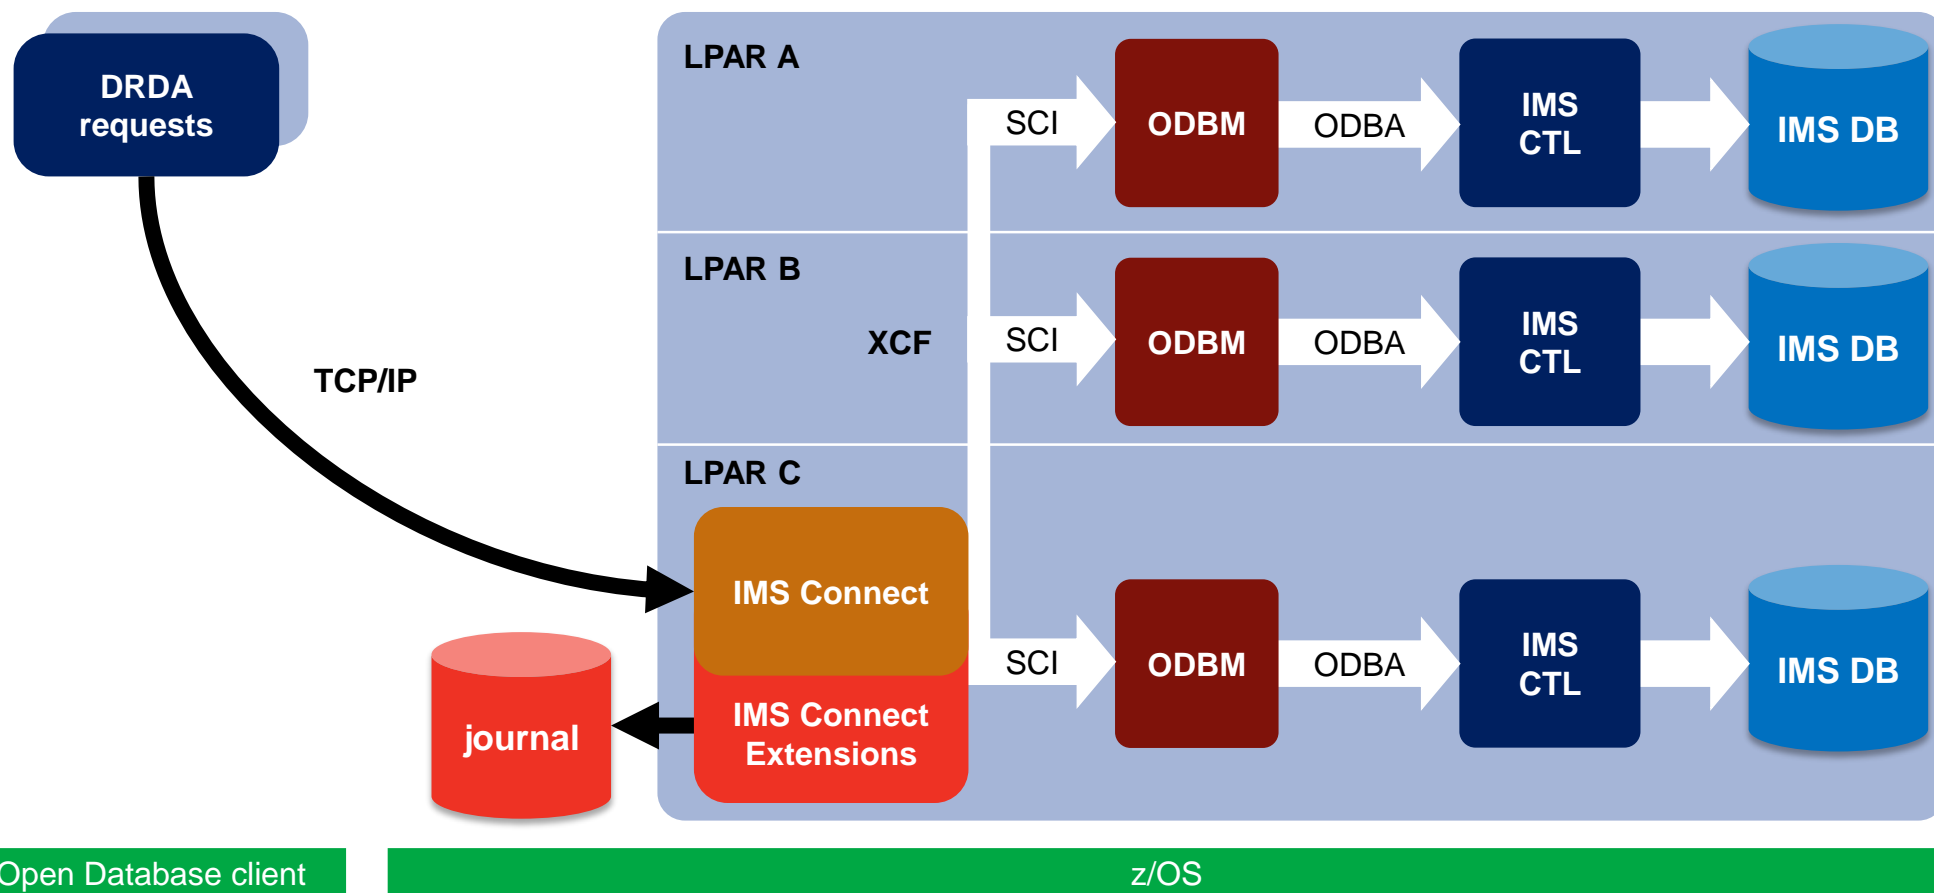 DRDA
requests
TCP/IP
LPAR A
SCI
ODBM
ODBA
IMS
CTL
IMS DB
LPAR B
XCF
SCI
ODBM
ODBA
IMS
CTL
IMS DB
LPAR C
IMS Connect
IMS Connect
Extensions
journal
SCI
ODBM
ODBA
IMS
CTL
IMS DB
Open Database client
z/OS